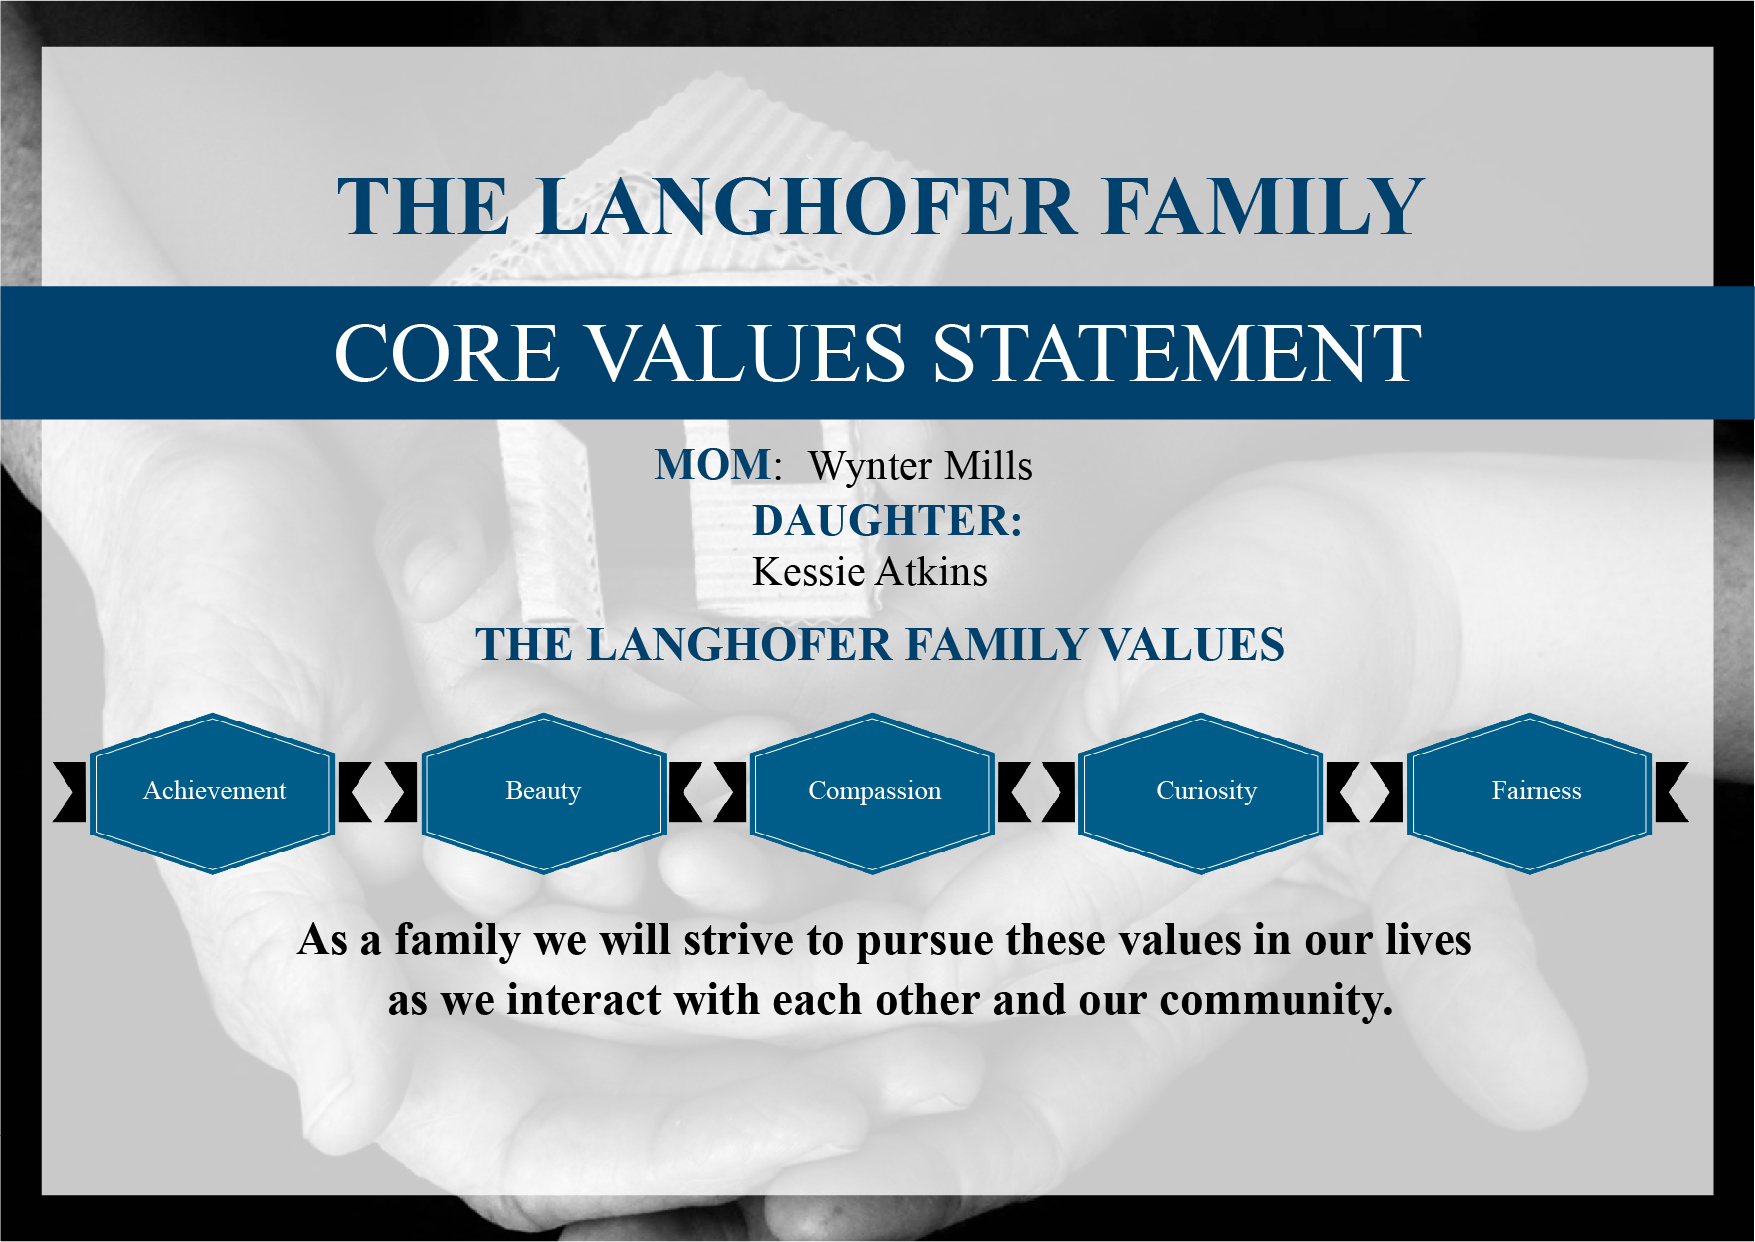 THE LANGHOFER FAMILY
CORE VALUES STATEMENT
MOM: Wynter Mills
DAUGHTER:
Kessie Atkins
THE LANGHOFER FAMILY VALUES
Achievement
Beauty
Compassion
Curiosity
Fairness
As a family we will strive to pursue these values in our lives
as we interact with each other and our community.